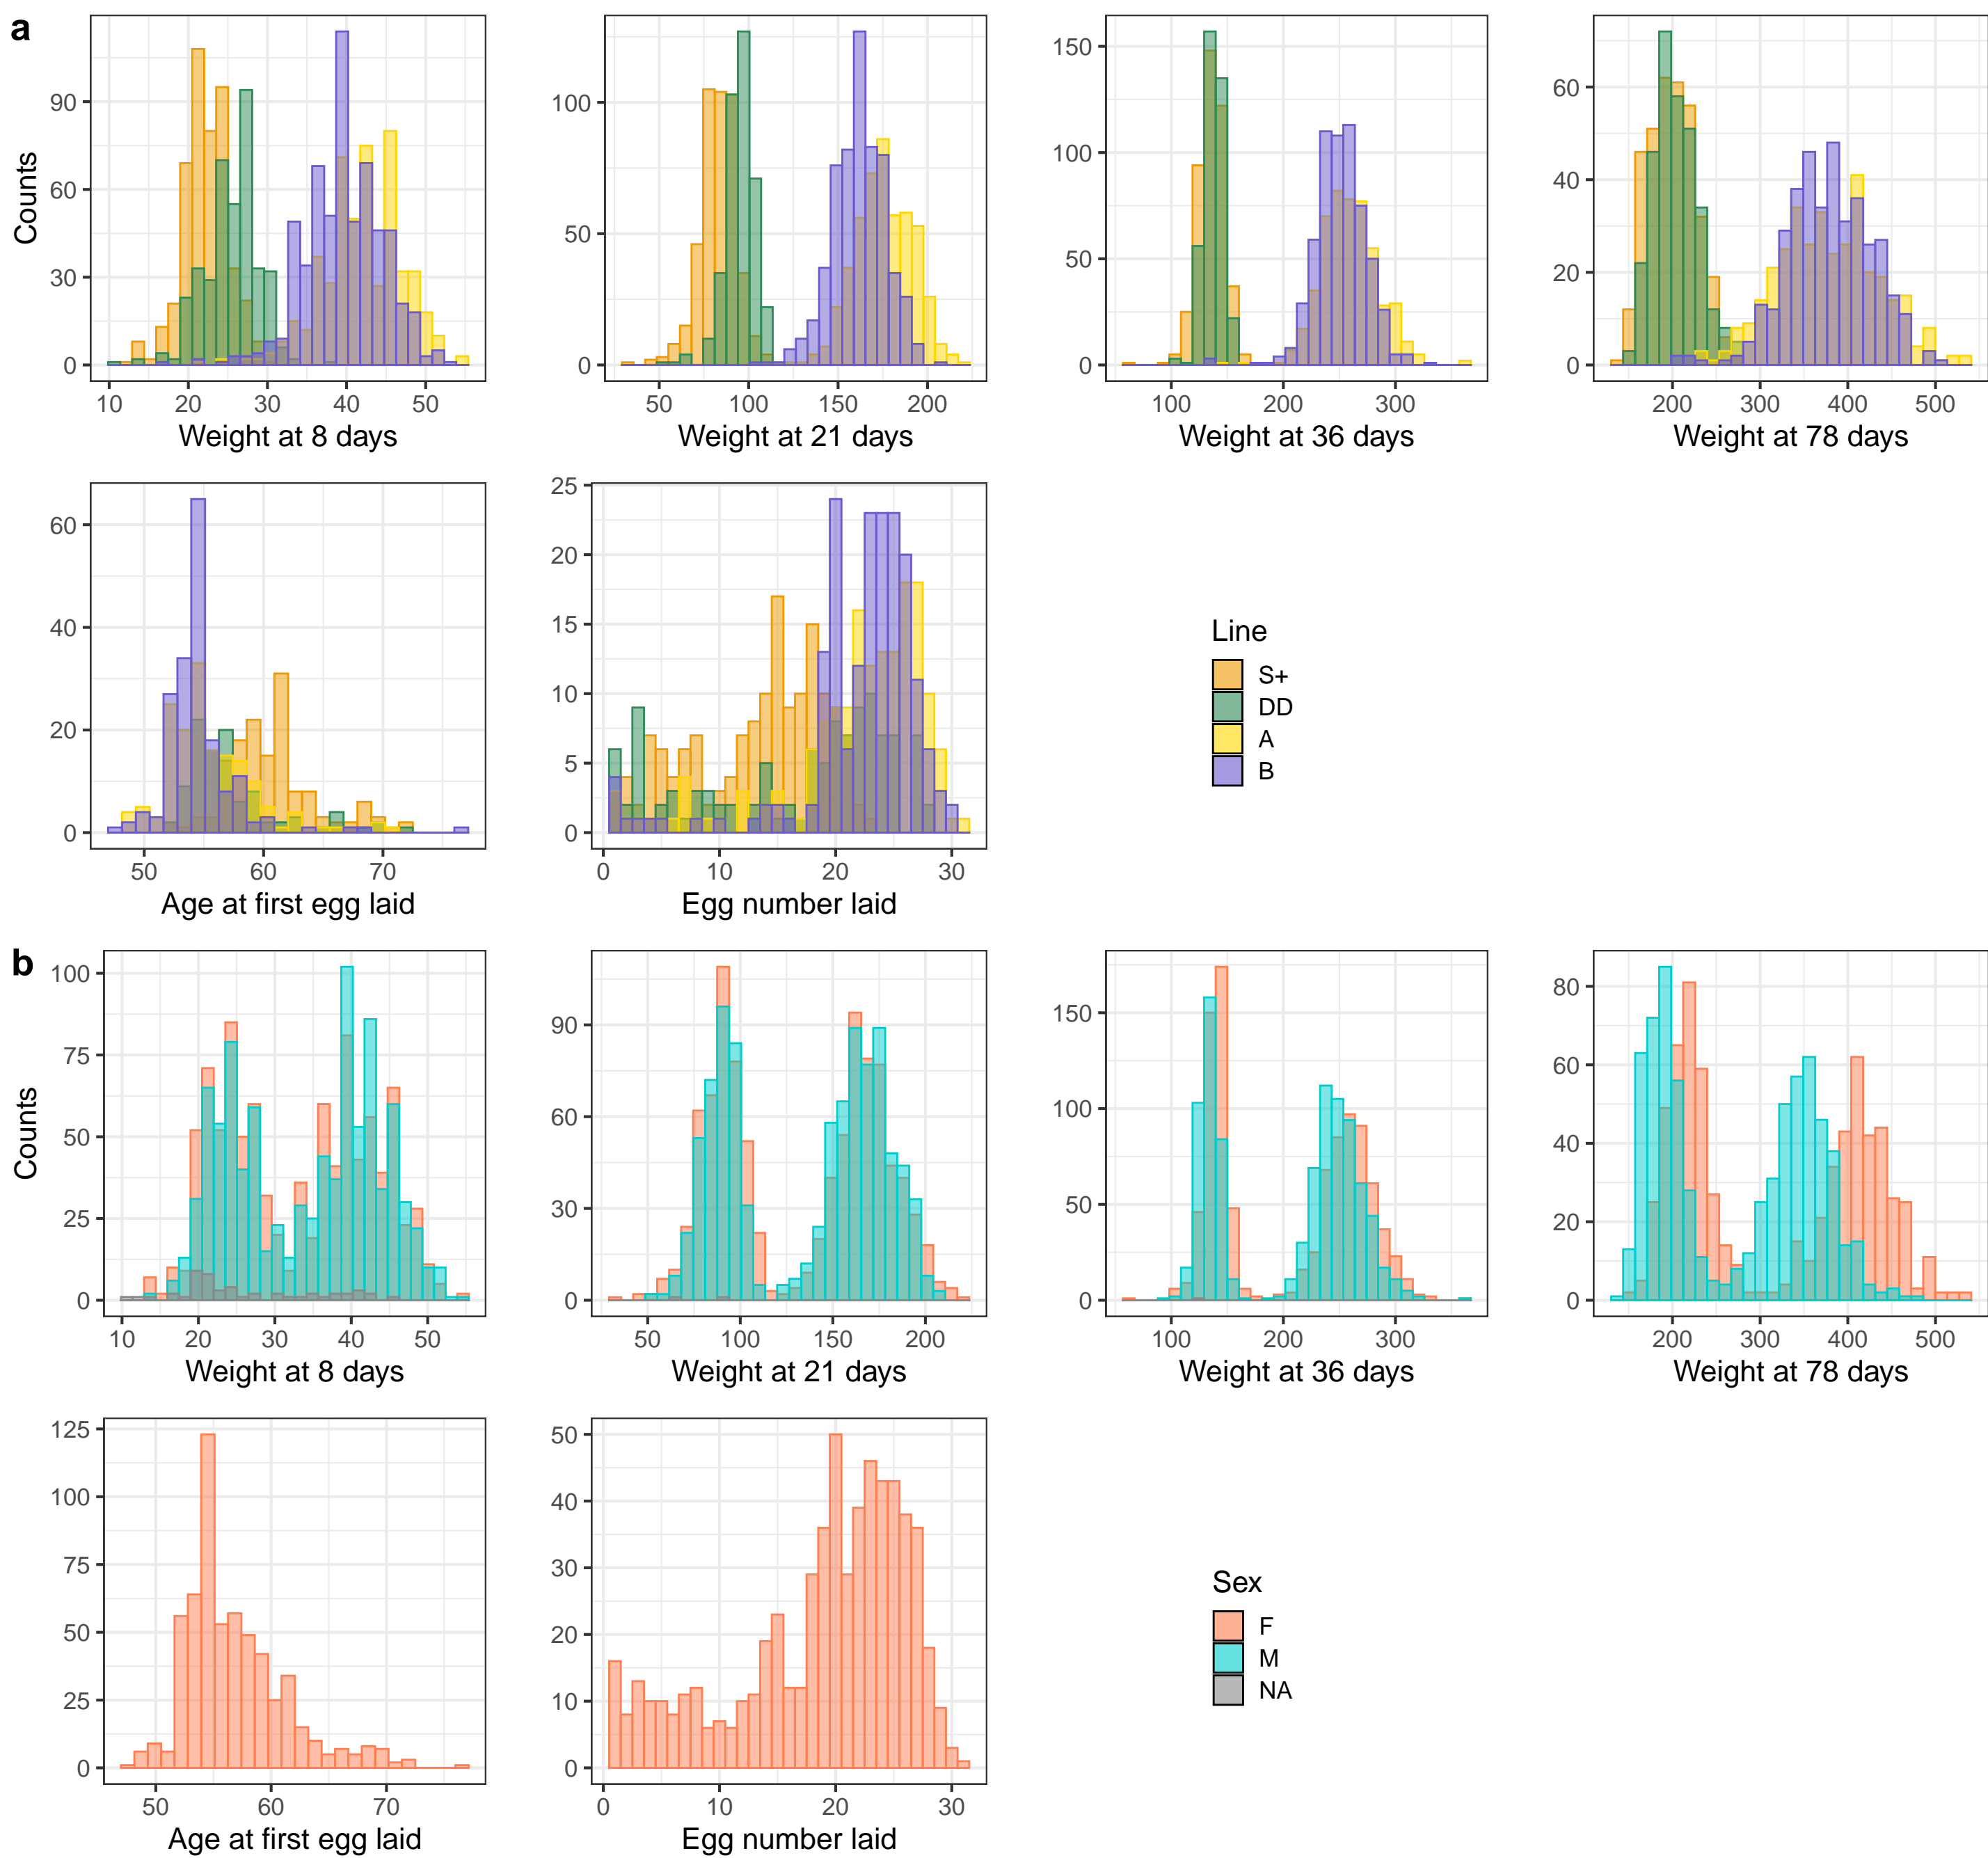 a
Counts
0 30 60 90
10 20 30 40 50
Weight at 8 days
0 50 100
50 100 150 200
Weight at 21 days
0 50 100 150
100 200 300
Weight at 36 days
0 20 40 60
200 300 400 500
Weight at 78 days
0 20 40 60
50 60 70
Age at first egg laid
0 5 10 15 20 25
0 10 20 30
Egg number laid
Line
S+
DD
A
B
b
Counts
0 25 50 75 100
10 20 30 40 50
Weight at 8 days
0 30 60 90
50 100 150 200
Weight at 21 days
0 50 100 150
100 200 300
Weight at 36 days
0 20 40 60 80
200 300 400 500
Weight at 78 days
0 25 50 75 100 125
50 60 70
Age at first egg laid
0 10 20 30 40 50
0 10 20 30
Egg number laid
Sex
F
M
NA